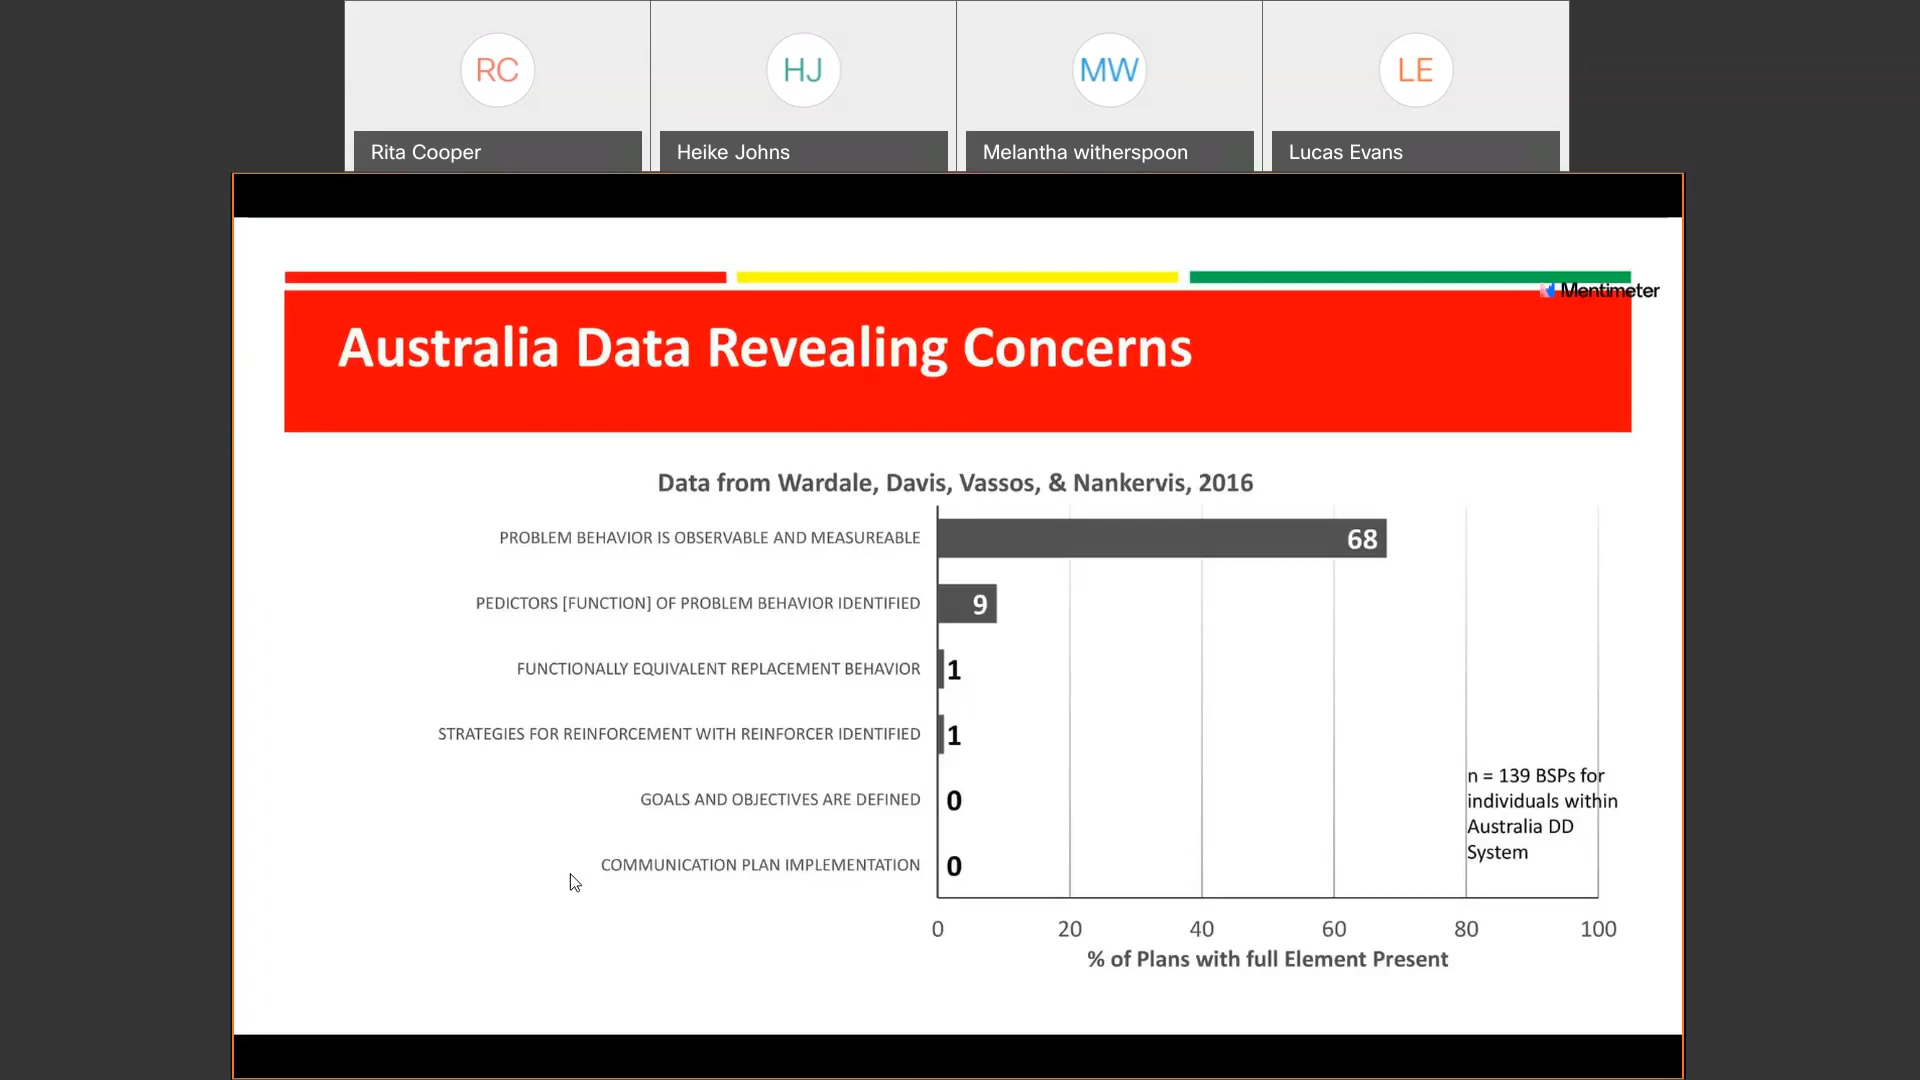 RC
HJ
MW
LE
Rita Cooper
Heike Johns
Melantha witherspoon
Lucas Evans
Mentimeter
Australia Data Revealing Concerns
Data from Wardale, Davis, Vassos, & Nankervis, 2016
PROBLEM BEHAVIOR IS OBSERVABLE AND MEASUREABLE
68
PEDICTORS [FUNCTION] OF PROBLEM BEHAVIOR IDENTIFIED
9
FUNCTIONALLY EQUIVALENT REPLACEMENT BEHAVIOR
1
STRATEGIES FOR REINFORCEMENT WITH REINFORCER IDENTIFIED
1
GOALS AND OBJECTIVES ARE DEFINED
0
COMMUNICATION PLAN IMPLEMENTATION
0
n = 139 BSPs for
individuals within
Australia DD
System
0 20 40 60 80 100
% of Plans with full Element Present